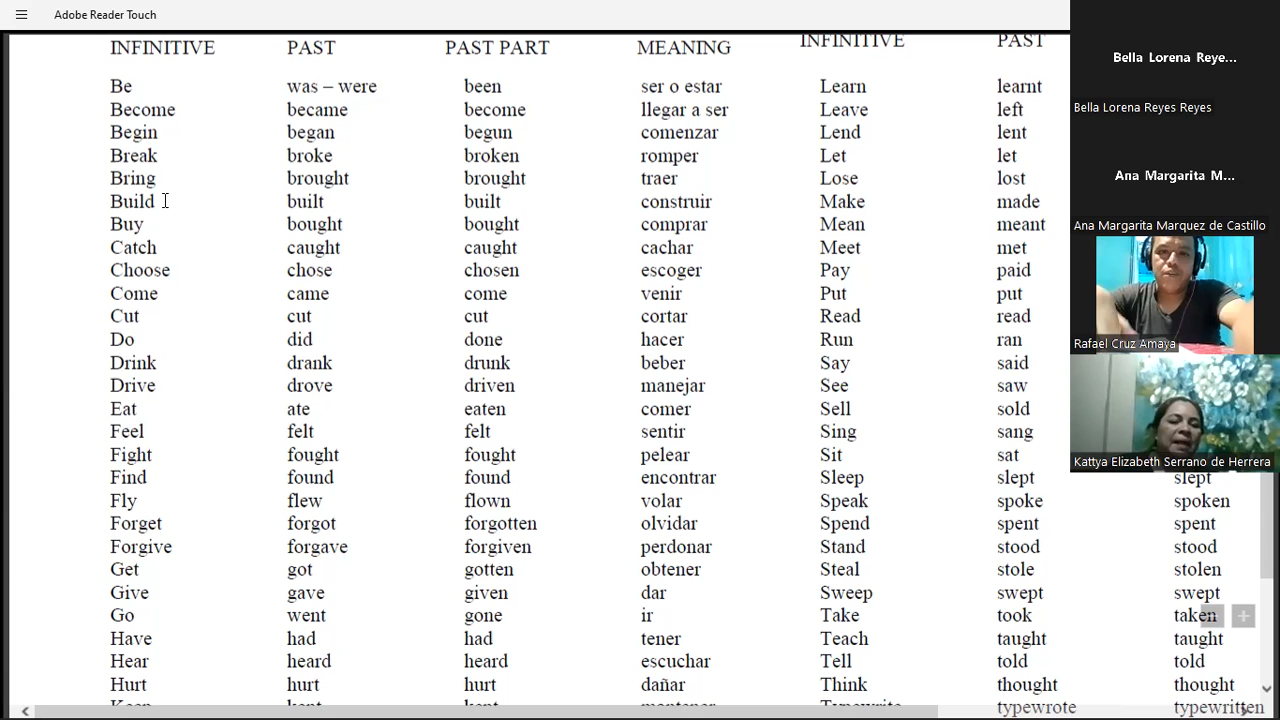 Adobe Reader Touch
INFINITIVE PAST PAST PART MEANING INFINITIVE PAST
Be was – were been ser o estar Learn learnt
Become became become llegar a ser Leave left
Begin began begun comenzar Lend lent
Break broke broken romper Let let
Bring brought brought traer Lose lost
Build built built construir Make made
Buy bought bought comprar Mean meant
Catch caught caught cachar Meet met
Choose chose chosen escoger Pay paid
Come came come venir Put put
Cut cut cut cortar Read read
Do did done hacer Run ran
Drink drank drunk beber Say said
Drive drove driven manejar See saw
Eat ate eaten comer Sell sold
Feel felt felt sentir Sing sang
Fight fought fought pelear Sit sat
Find found found encontrar Sleep slept slept
Fly flew flown volar Speak spoke spoken
Forget forgot forgotten olvidar Spend spent spent
Forgive forgave forgiven perdonar Stand stood stood
Get got gotten obtener Steal stole stolen
Give gave given dar Sweep swept swept
Go went gone ir Take took taken
Have had had tener Teach taught taught
Hear heard heard escuchar Tell told told
Hurt hurt hurt dañar Think thought thought
typewrote typewritten
Bella Lorena Reye...
Bella Lorena Reyes Reyes
Ana Margarita M...
Ana Margarita Marquez de Castillo
Rafael Cruz Amaya
Kattya Elizabeth Serrano de Herrera